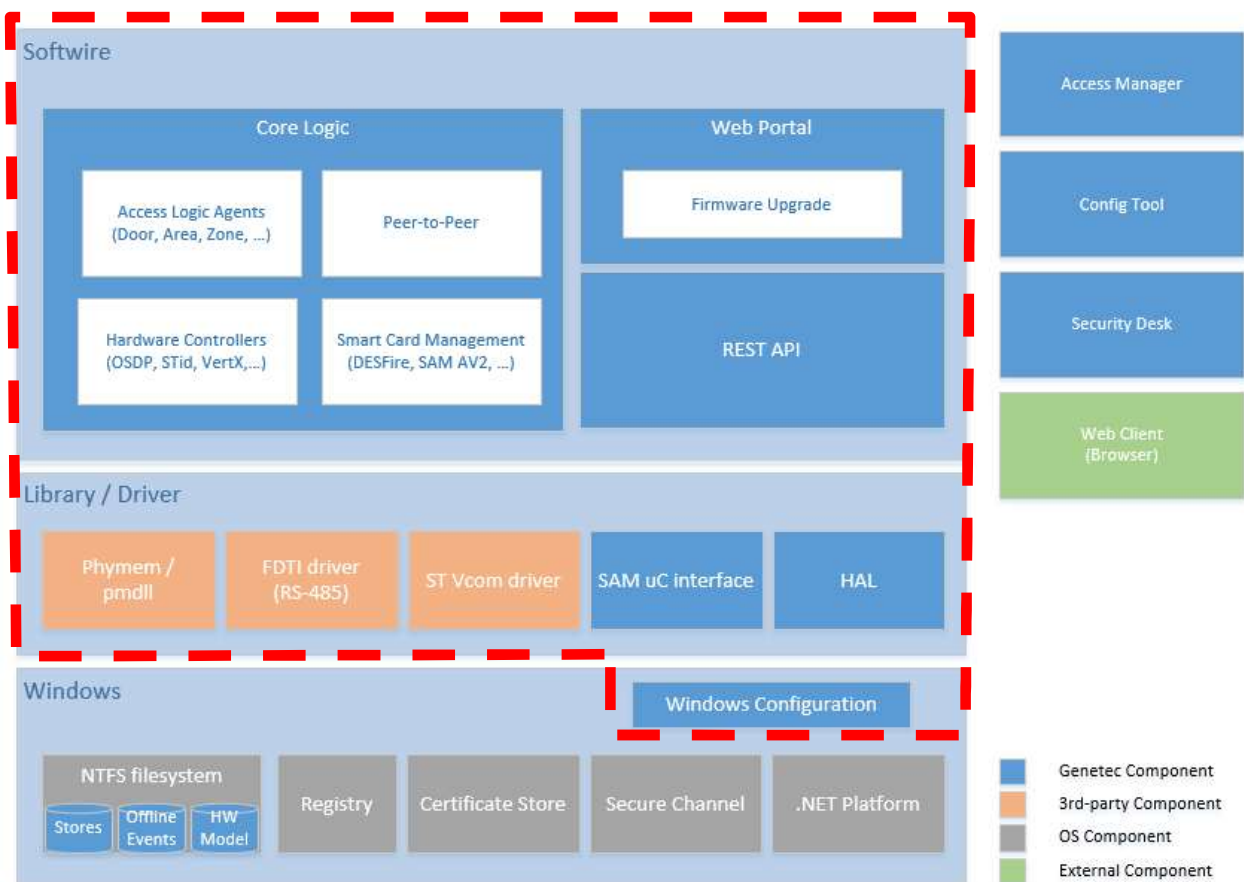 Softwire
Core Logic
Access Logic Agents
(Door, Area, Zone, ...)
Peer-to-Peer
Hardware Controllers
(OSDP, STid, VertX,...)
Smart Card Management
(DESFire, SAM AV2, ...)
Web Portal
Firmware Upgrade
REST API
Library / Driver
Phymem /
pmdll
FDTI driver
(RS-485)
ST Vcom driver
SAM uC interface
HAL
Windows
Windows Configuration
NTFS filesystem
Stores
Offline
Events
HW
Model
Registry
Certificate Store
Secure Channel
.NET Platform
Access Manager
Config Tool
Security Desk
Web Client
(Browser)
Genetec Component
3rd-party Component
OS Component
External Component